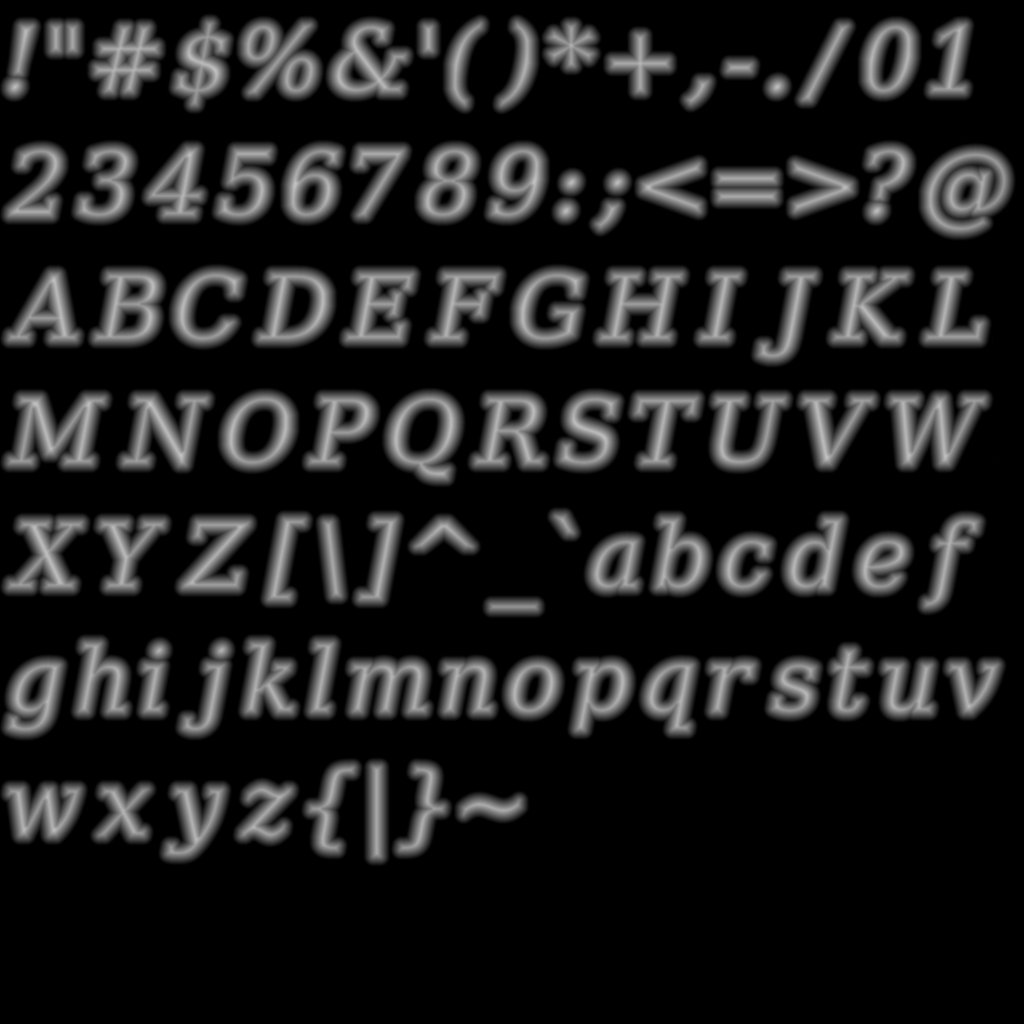 !"#$%&'()*+,-./01
23456789:;<=>?@
ABCDEFGHIJKL
MNOPQRSTUVW
XYZ[\]^_`abcdef
ghijklmnopqrstuv
wxyz{|}~